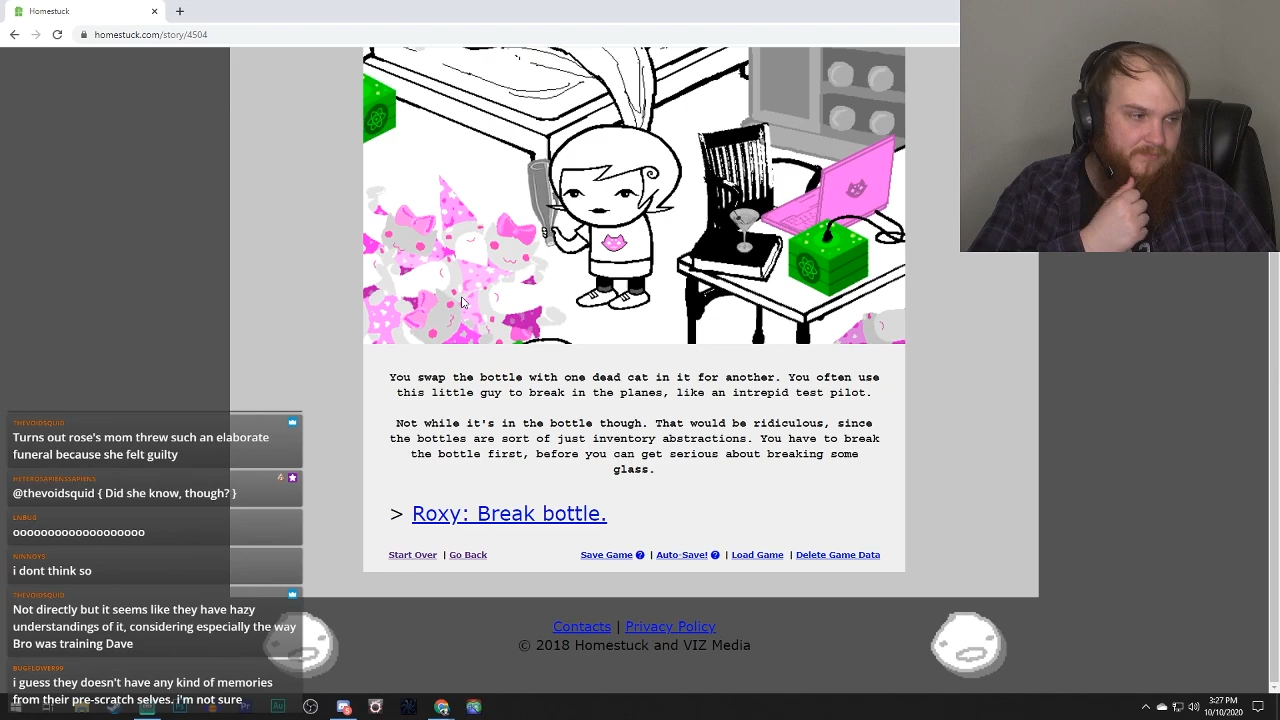 Homestuck
homestuck.com/story/4504
You swap the bottle with one dead cat in it for another. You often use
this little guy to break in the planes, like an intrepid test pilot.
Not while it's in the bottle though. That would be ridiculous, since
the bottles are sort of just inventory abstractions. You have to break
the bottle first, before you can get serious about breaking some
glass.
> Roxy: Break bottle.
Start Over | Go Back Save Game | Auto-Save! | Load Game | Delete Game Data
Contacts | Privacy Policy
© 2018 Homestuck and VIZ Media
THEVOIDSQUID
Turns out rose's mom threw such an elaborate
funeral because she felt guilty
HETEROSAPIENSSAPIENS
@thevoidsquid { Did she know, though? }
LNBUG
ooooooooooooooooooo
NINNGYS
i dont think so
THEVOIDSQUID
Not directly but it seems like they have hazy
understandings of it, considering especially the way
Bro was training Dave
BUGFLOWER99
i guess they doesn't have any kind of memories
from their pre-scratch selves. i'm not sure
3:27 PM
10/10/2020